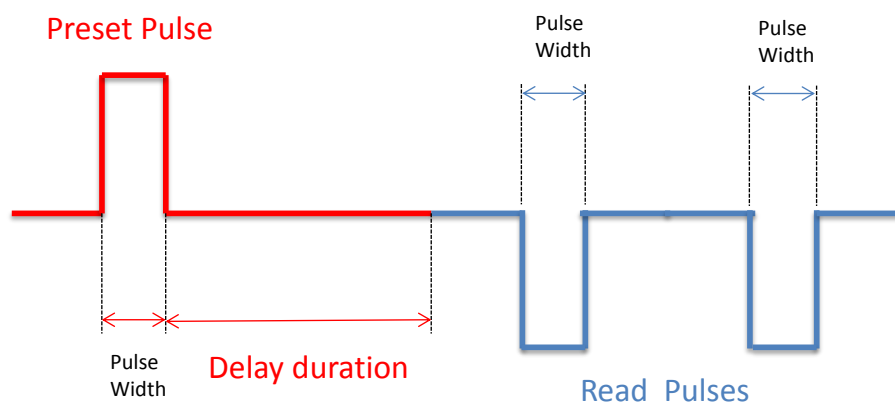 Preset Pulse
Pulse
Width
Pulse
Width
Pulse
Width
Delay duration
Read Pulses